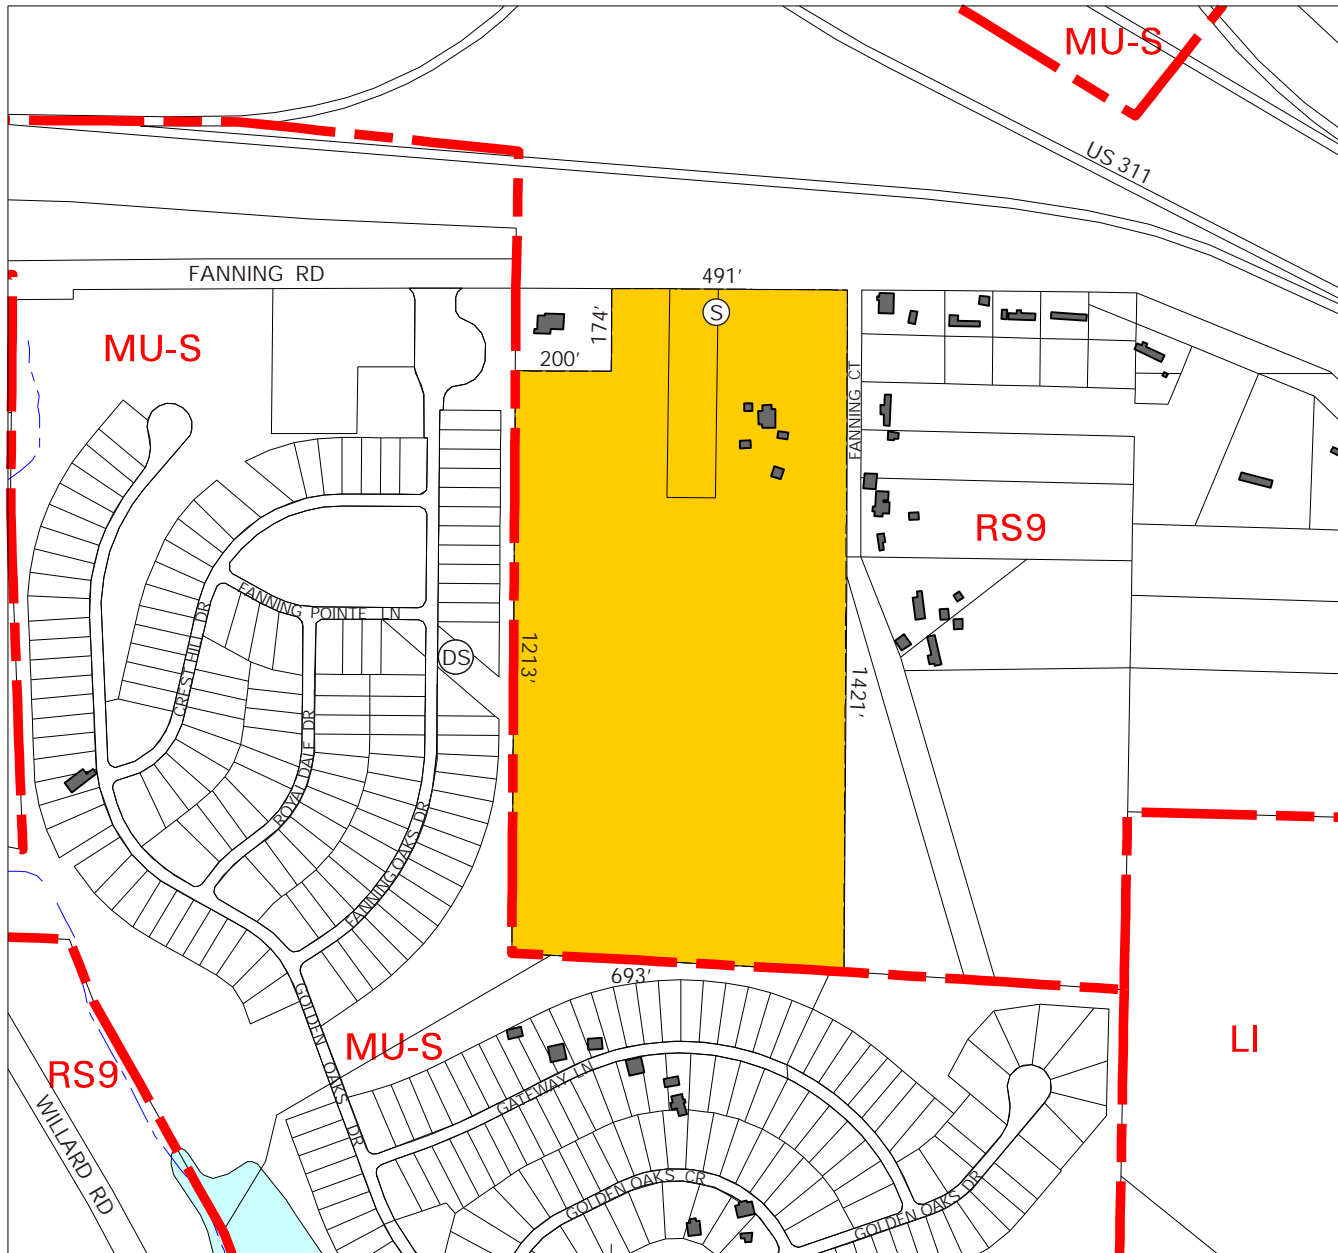 MU-S
US 311
FANNING RD
491'
S
174'
MU-S
200'
FANNING CT
RS9
FANNING POINTE LN
CREST HILL DR
DS
1213'
1421'
ROYALDALE DR
FANNING OAKS DR
693'
GOLDEN OAKS DR
MU-S
LI
RS9
GATEWAY LN
WILLARD RD
GOLDEN OAKS CR
GOLDEN OAKS DR